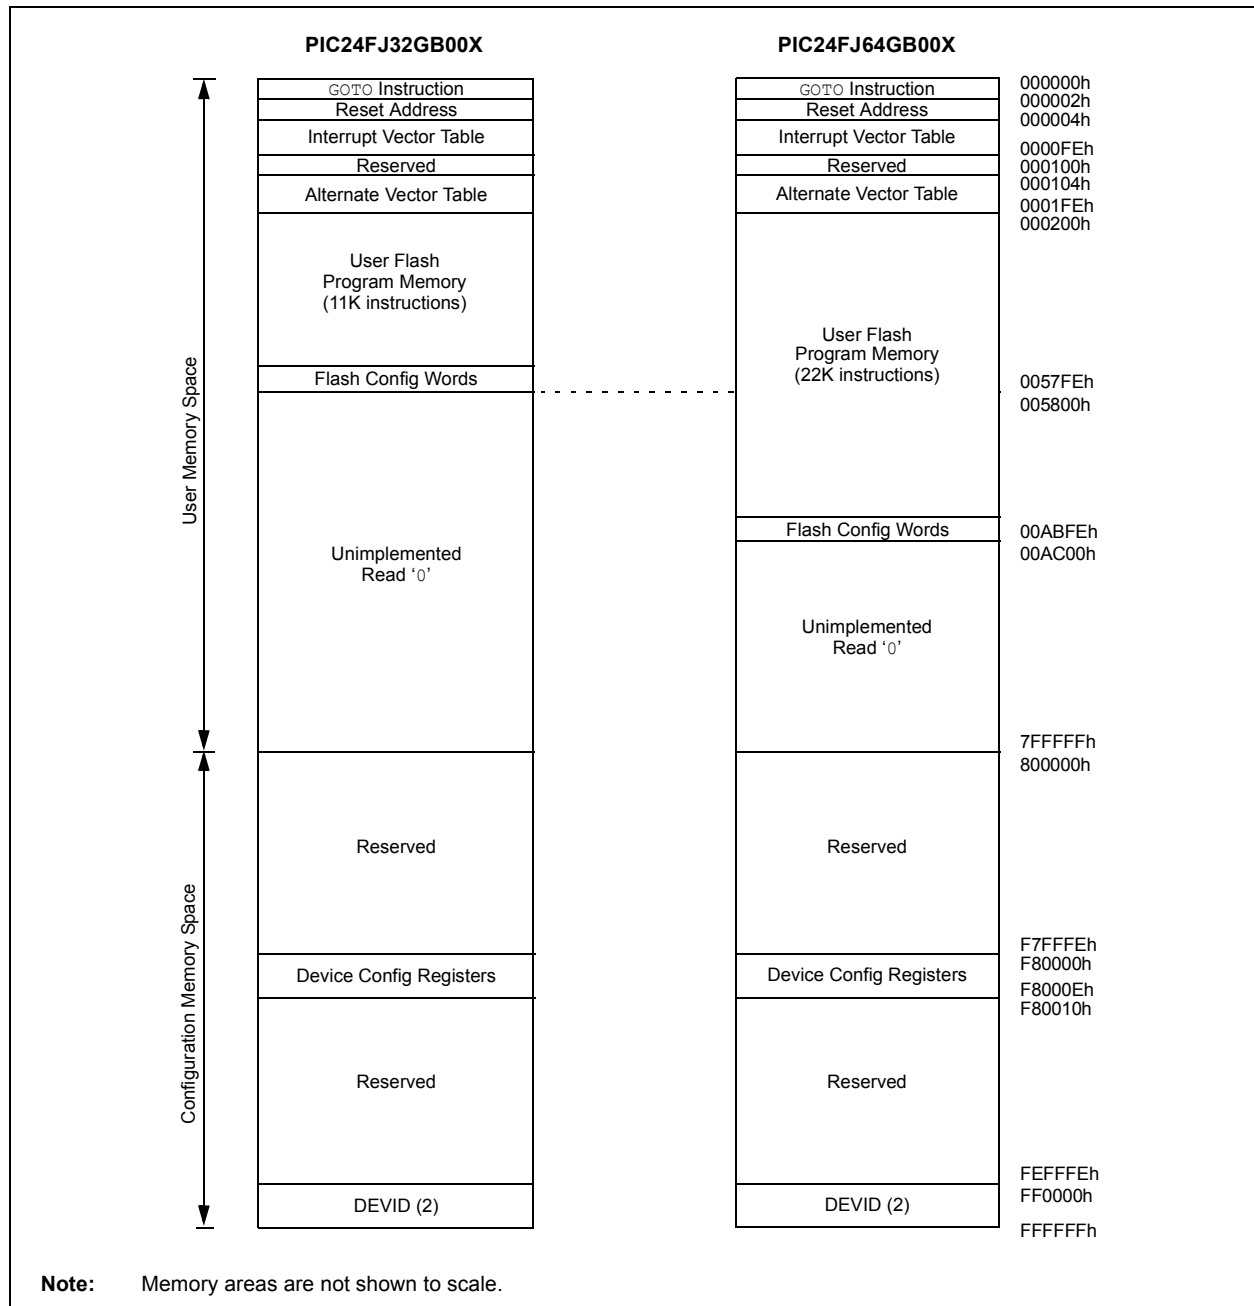 PIC24FJ32GB00X
PIC24FJ64GB00X
User Memory Space
Configuration Memory Space
GOTO Instruction
Reset Address
Interrupt Vector Table
Reserved
Alternate Vector Table
User Flash
Program Memory
(11K instructions)
Flash Config Words
Unimplemented
Read ‘0’
Reserved
Device Config Registers
Reserved
DEVID (2)
GOTO Instruction
Reset Address
Interrupt Vector Table
Reserved
Alternate Vector Table
User Flash
Program Memory
(22K instructions)
Flash Config Words
Unimplemented
Read ‘0’
Reserved
Device Config Registers
Reserved
DEVID (2)
000000h
000002h
000004h
0000FEh
000100h
000104h
0001FEh
000200h
0057FEh
005800h
00ABFEh
00AC00h
7FFFFFh
800000h
F7FFFEh
F80000h
F8000Eh
F80010h
FEFFFEh
FF0000h
FFFFFFh
Note: Memory areas are not shown to scale.